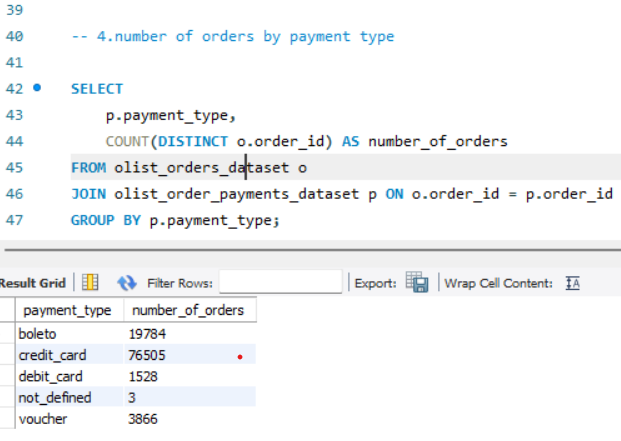 39
40 -- 4.number of orders by payment type
41
42 SELECT
43 p.payment_type,
44 COUNT(DISTINCT o.order_id) AS number_of_orders
45 FROM olist_orders_dataset o
46 JOIN olist_order_payments_dataset p ON o.order_id = p.order_id
47 GROUP BY p.payment_type;
Result Grid Filter Rows: Export: Wrap Cell Content:
payment_type number_of_orders
boleto 19784
credit_card 76505
debit_card 1528
not_defined 3
voucher 3866